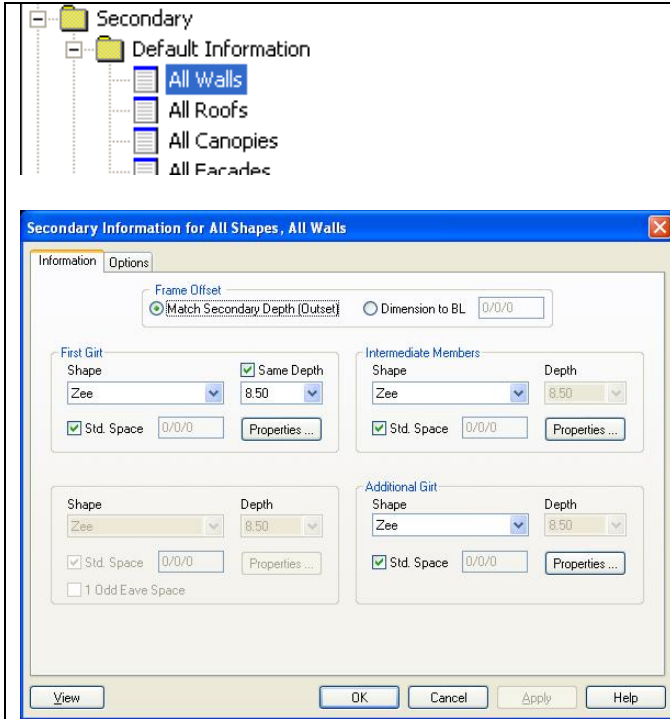 Secondary
Default Information
All Walls
All Roofs
All Canopies
All Facades
Secondary Information for All Shapes, All Walls
Information Options
Frame Offset
Match Secondary Depth (Outset) Dimension to BL 0/0/0
First Girt
Shape Same Depth
Zee 8.50
Std. Space 0/0/0 Properties ...
Intermediate Members
Shape Depth
Zee 8.50
Std. Space 0/0/0 Properties ...
Shape Depth
Zee 8.50
Std. Space 0/0/0 Properties ...
1 Odd Eave Space
Additional Girt
Shape Depth
Zee 8.50
Std. Space 0/0/0 Properties ...
View OK Cancel Apply Help